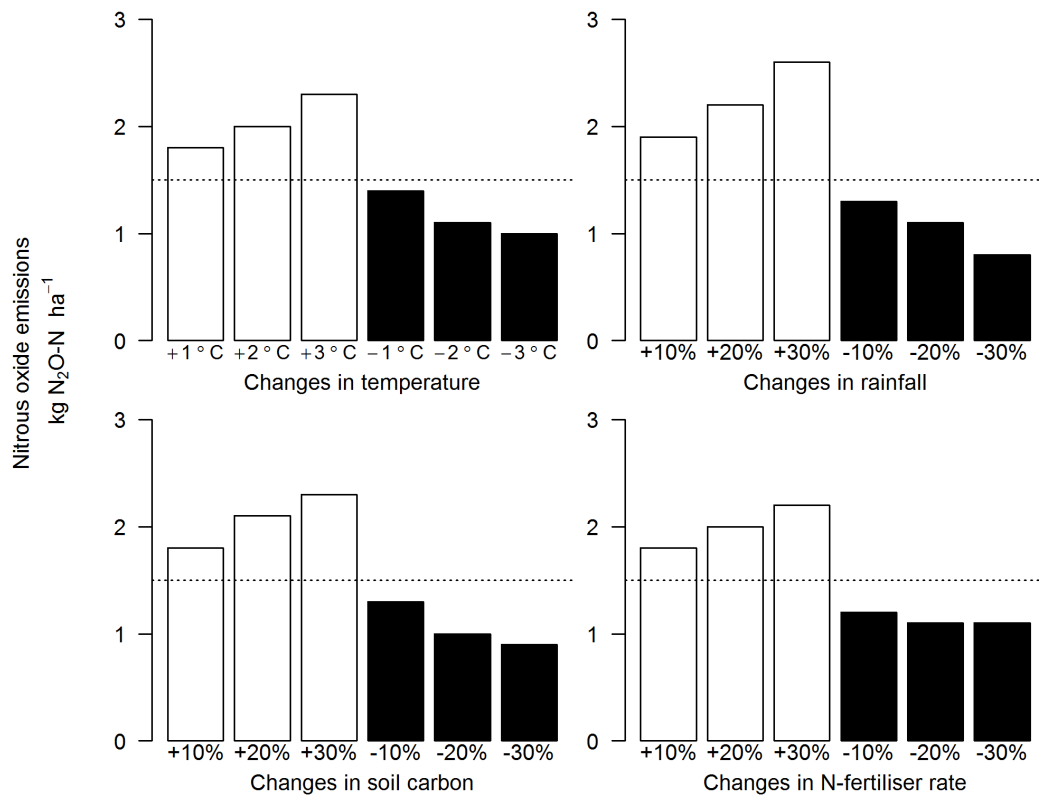 Nitrous oxide emissions
kg N₂O-N ha⁻¹
3
2
1
0
+1 ° C +2 ° C +3 ° C −1 ° C −2 ° C −3 ° C
Changes in temperature
3
2
1
0
+10% +20% +30% -10% -20% -30%
Changes in rainfall
3
2
1
0
+10% +20% +30% -10% -20% -30%
Changes in soil carbon
3
2
1
0
+10% +20% +30% -10% -20% -30%
Changes in N-fertiliser rate